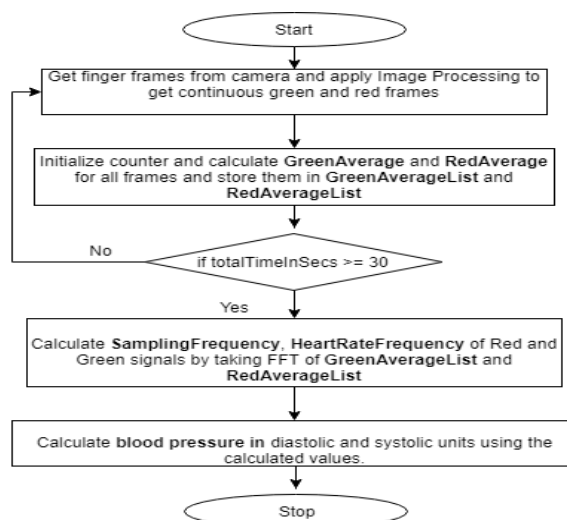 Start
Get finger frames from camera and apply Image Processing to
get continuous green and red frames
Initialize counter and calculate GreenAverage and RedAverage
for all frames and store them in GreenAverageList and
RedAverageList
No
if totalTimeInSecs >= 30
Yes
Calculate SamplingFrequency, HeartRateFrequency of Red and
Green signals by taking FFT of GreenAverageList and
RedAverageList
Calculate blood pressure in diastolic and systolic units using the
calculated values.
Stop